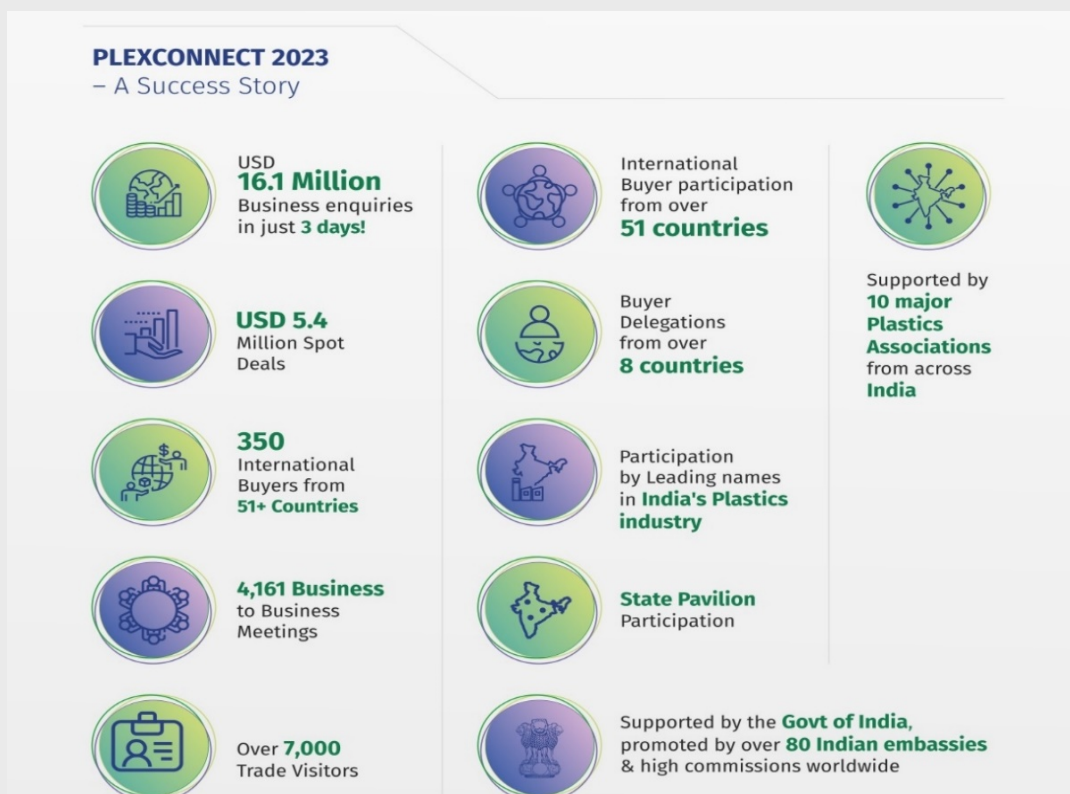 PLEXCONNECT 2023
– A Success Story
USD
16.1 Million
Business enquiries
in just 3 days!
USD 5.4
Million Spot
Deals
350
International
Buyers from
51+ Countries
4,161 Business
to Business
Meetings
Over 7,000
Trade Visitors
International
Buyer participation
from over
51 countries
Buyer
Delegations
from over
8 countries
Participation
by Leading names
in India's Plastics
industry
State Pavilion
Participation
Supported by the Govt of India,
promoted by over 80 Indian embassies
& high commissions worldwide
Supported by
10 major
Plastics
Associations
from across
India